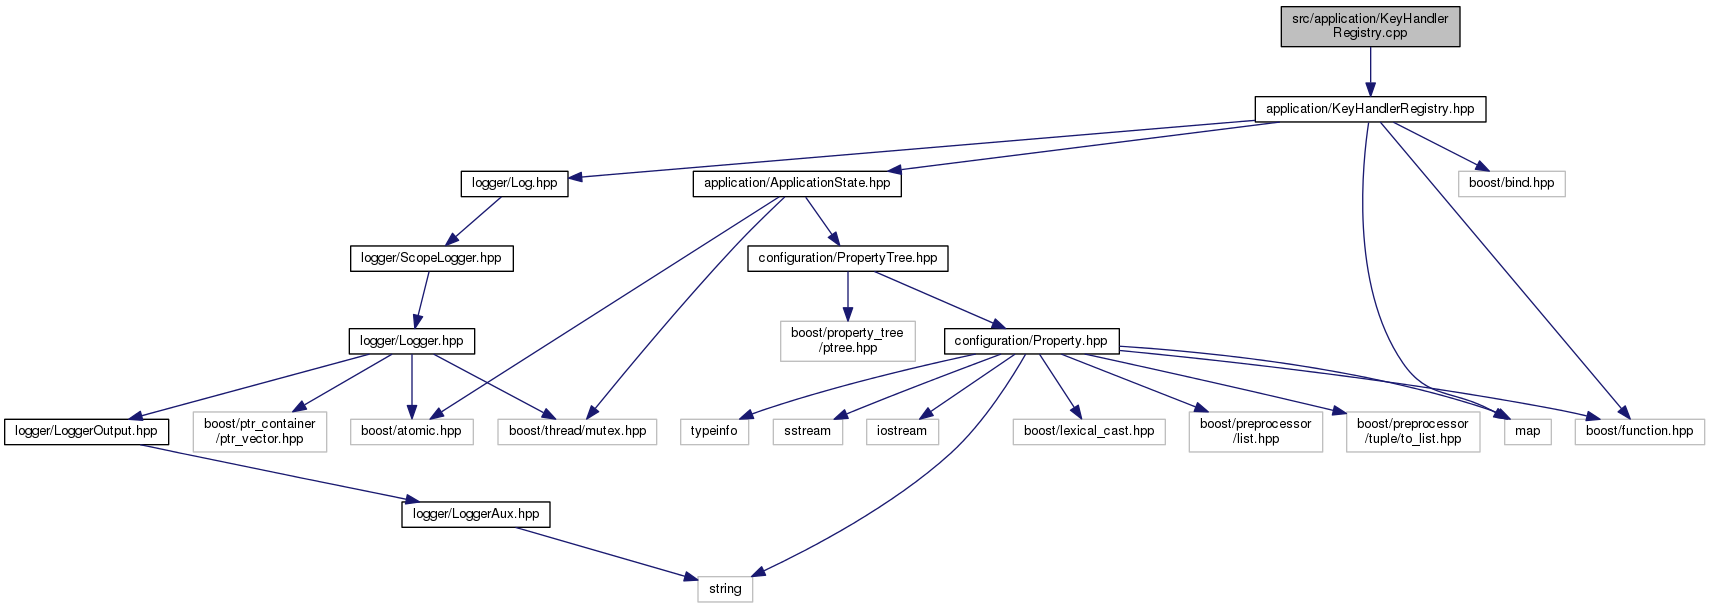 src/application/KeyHandler
Registry.cpp
application/KeyHandlerRegistry.hpp
logger/Log.hpp
application/ApplicationState.hpp
boost/bind.hpp
logger/ScopeLogger.hpp
configuration/PropertyTree.hpp
logger/Logger.hpp
boost/property_tree
/ptree.hpp
configuration/Property.hpp
logger/LoggerOutput.hpp
boost/ptr_container
/ptr_vector.hpp
boost/atomic.hpp
boost/thread/mutex.hpp
typeinfo
sstream
iostream
boost/lexical_cast.hpp
boost/preprocessor
/list.hpp
boost/preprocessor
/tuple/to_list.hpp
map
boost/function.hpp
logger/LoggerAux.hpp
string